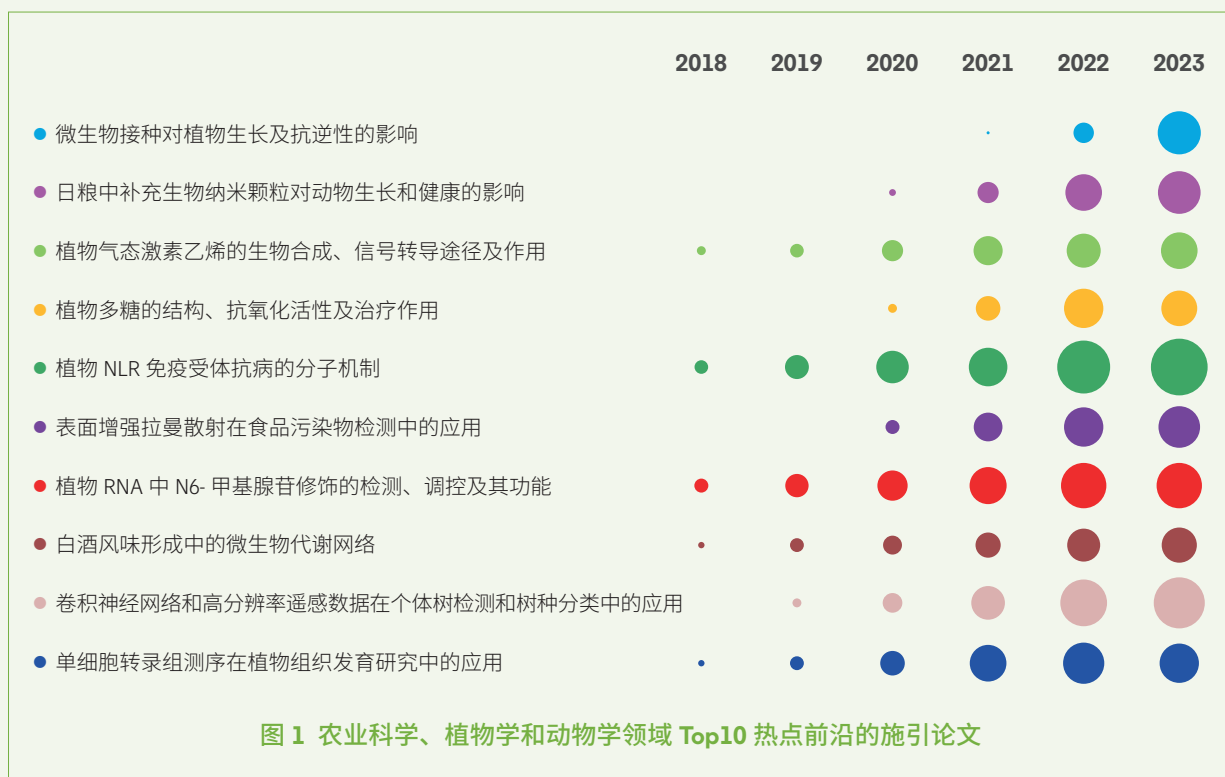 2018 2019 2020 2021 2022 2023
微生物接种对植物生长及抗逆性的影响
日粮中补充生物纳米颗粒对动物生长和健康的影响
植物气态激素乙烯的生物合成、信号转导途径及作用
植物多糖的结构、抗氧化活性及治疗作用
植物 NLR 免疫受体抗病的分子机制
表面增强拉曼散射在食品污染物检测中的应用
植物 RNA 中 N6- 甲基腺苷修饰的检测、调控及其功能
白酒风味形成中的微生物代谢网络
卷积神经网络和高分辨率遥感数据在个体树检测和树种分类中的应用
单细胞转录组测序在植物组织发育研究中的应用
图 1 农业科学、植物学和动物学领域 Top10 热点前沿的施引论文